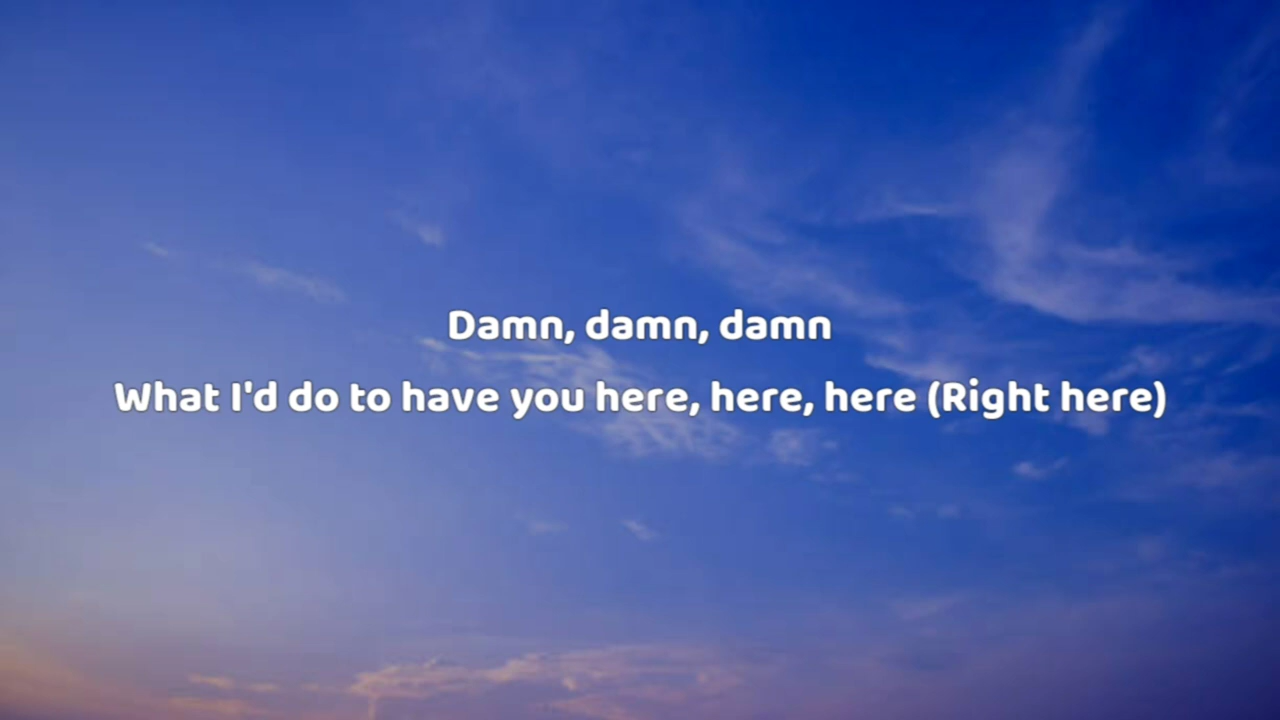 Damn, damn, damn
What I'd do to have you here, here, here (Right here)